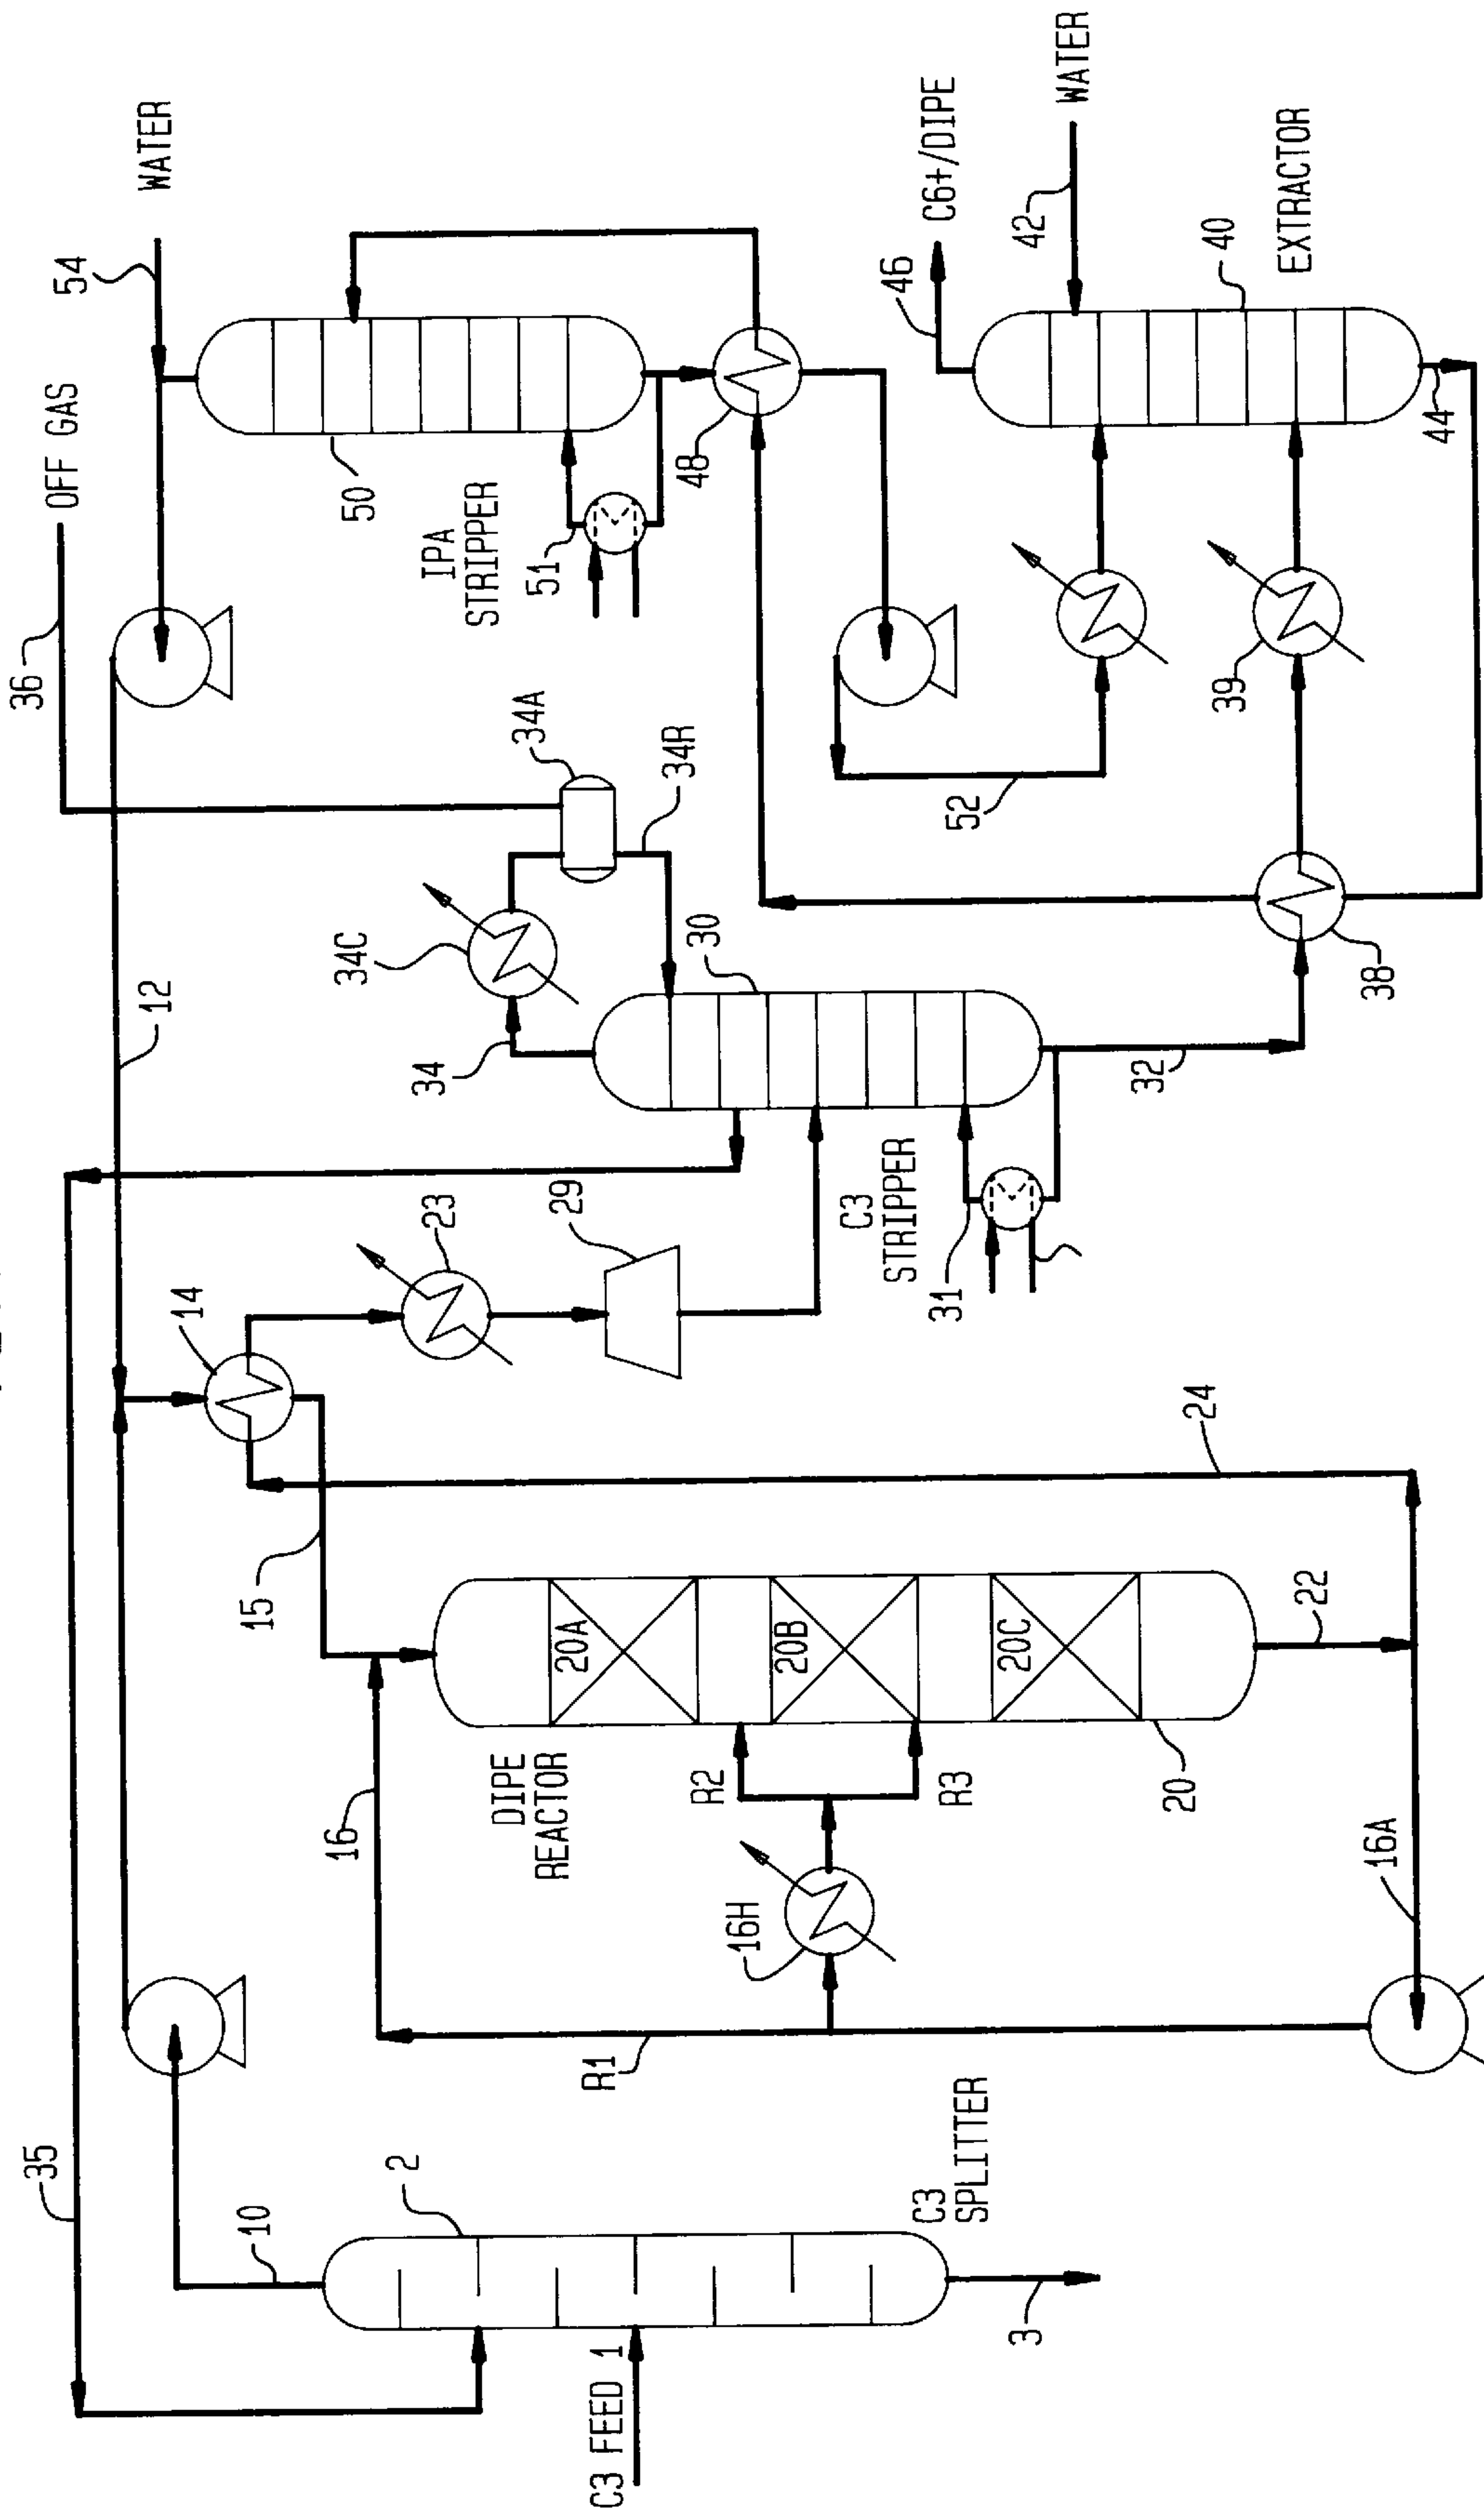 35
10
2
C3
SPLITTER
C3 FEED 1
3
12
14
15
16
R1
16H
R2
R3
DIPE
REACTOR
20A
20B
20C
20
22
24
16A
23
29
C3
STRIPPER
30
31
32
34
34C
34A
34R
36
OFF GAS
WATER
54
50
IPA
STRIPPER
51
48
52
38
39
C6+/DIPE
46
42
WATER
40
EXTRACTOR
44